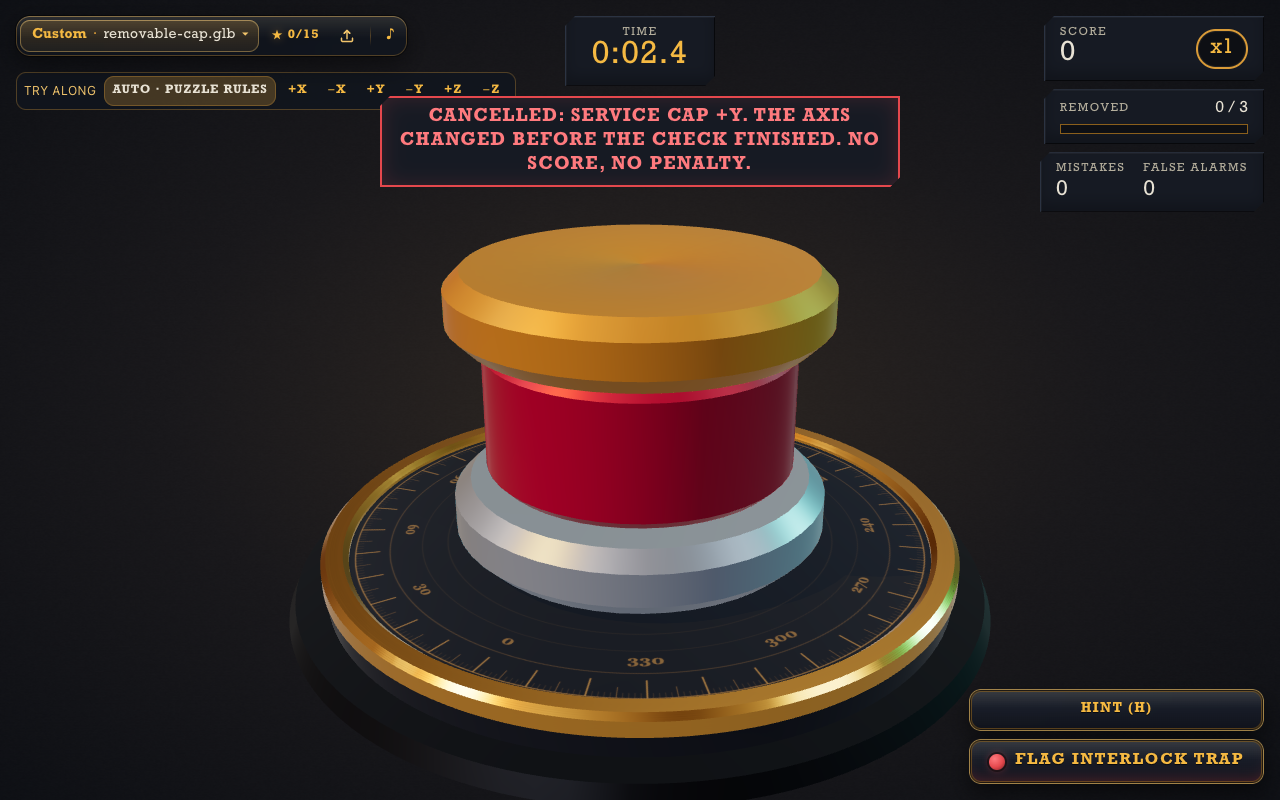 Custom · removable-cap.glb
★ 0/15
♪
TRY ALONG
AUTO · PUZZLE RULES
+X
−X
+Y
−Y
+Z
−Z
TIME
0:02.4
SCORE
0
x1
REMOVED
0 / 3
MISTAKES
0
FALSE ALARMS
0
CANCELLED: SERVICE CAP +Y. THE AXIS
CHANGED BEFORE THE CHECK FINISHED. NO
SCORE, NO PENALTY.
60
30
0
330
300
270
240
HINT (H)
FLAG INTERLOCK TRAP